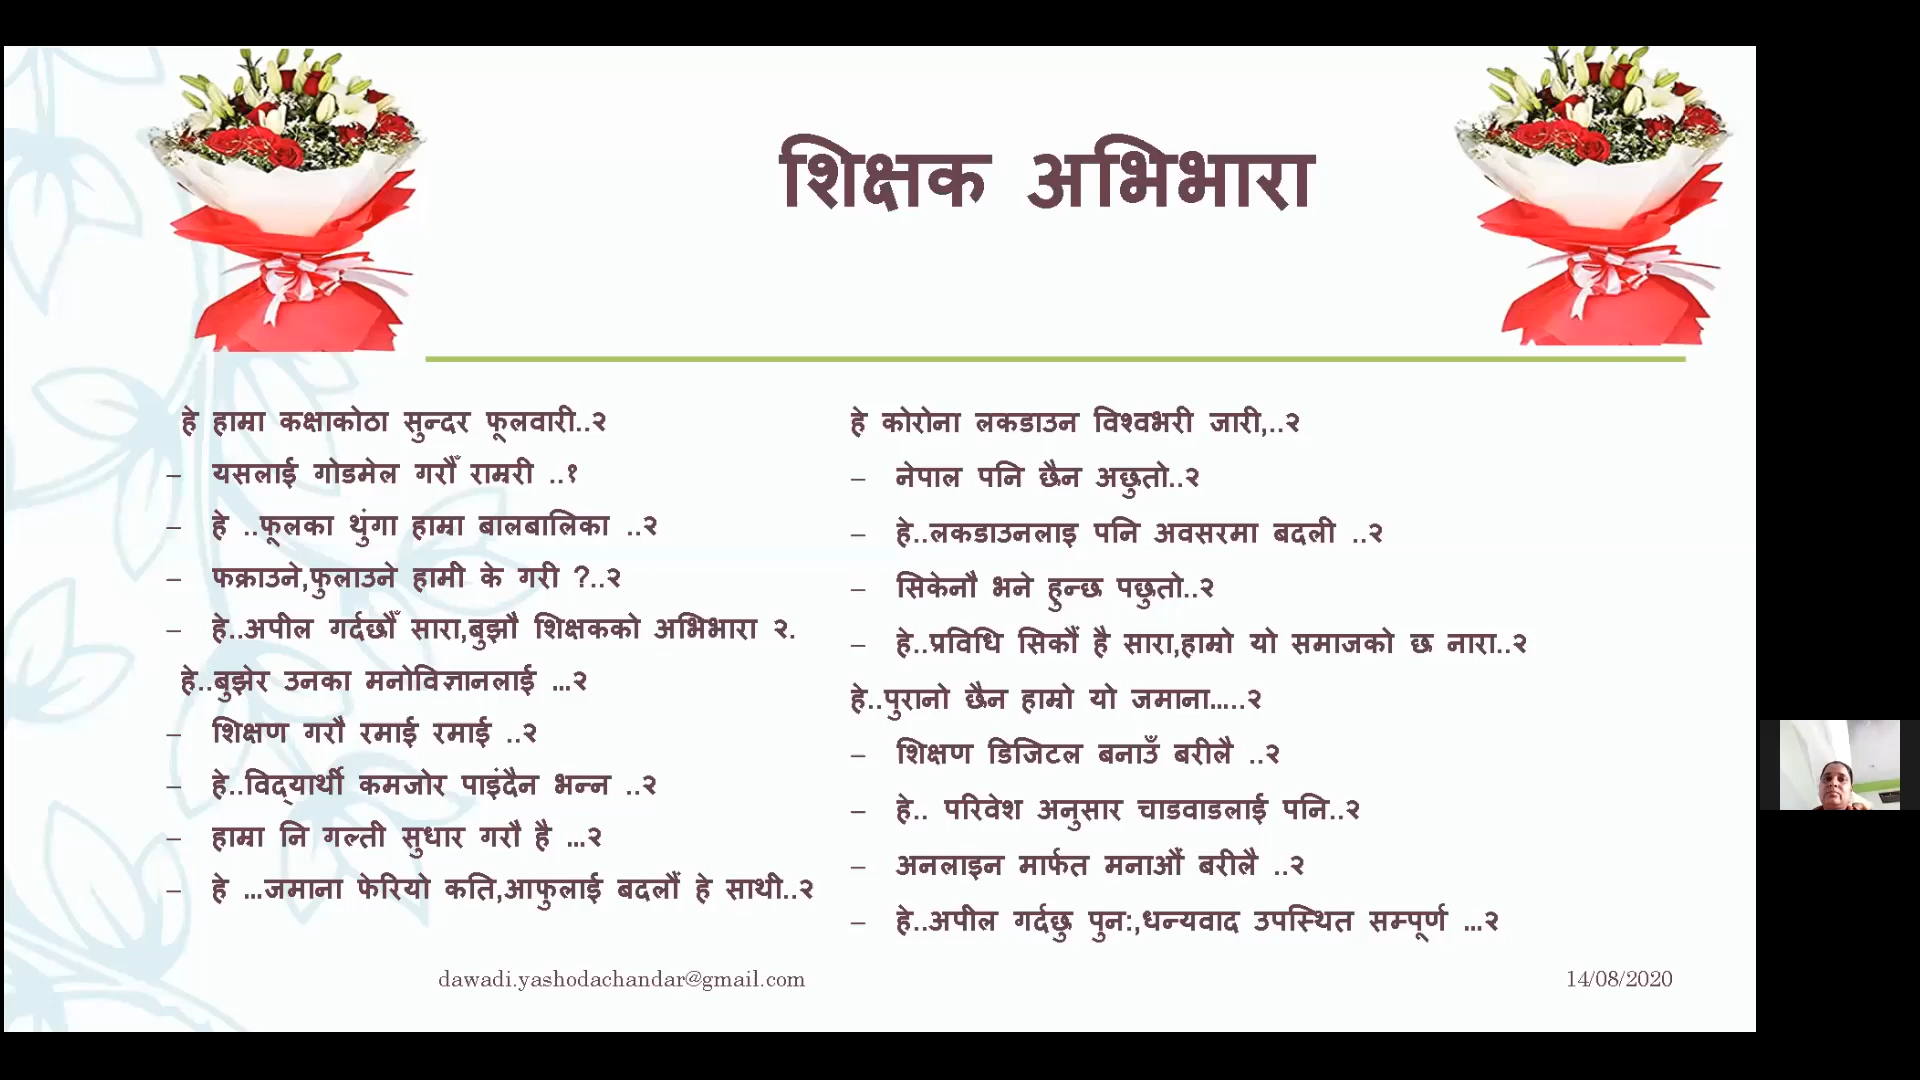 शिक्षक अभिभारा
हे हाम्रा कक्षाकोठा सुन्दर फूलवारी..२
– यसलाई गोडमेल गरौँ राम्ररी ..१
– हे ..फूलका थुंगा हाम्रा बालबालिका ..२
– फक्राउने,फुलाउने हामी के गरी ?..२
– हे..अपील गर्दछौँ सारा,बुझौ शिक्षकको अभिभारा २.
हे..बुझेर उनका मनोविज्ञानलाई ...२
– शिक्षण गरौ रमाई रमाई ..२
– हे..विद्यार्थी कमजोर पाइंदैन भन्न ..२
– हाम्रा नि गल्ती सुधार गरौ है ...२
– हे ...जमाना फेरियो कति,आफुलाई बदलौं हे साथी..२
हे कोरोना लकडाउन विश्वभरी जारी,..२
– नेपाल पनि छैन अछुतो..२
– हे..लकडाउनलाइ पनि अवसरमा बदली ..२
– सिकेनौ भने हुन्छ पछुतो..२
– हे..प्रविधि सिकौं है सारा,हाम्रो यो समाजको छ नारा..२
हे..पुरानो छैन हाम्रो यो जमाना.....२
– शिक्षण डिजिटल बनाउँ बरीलै ..२
– हे.. परिवेश अनुसार चाडवाडलाई पनि..२
– अनलाइन मार्फत मनाऔं बरीलै ..२
– हे..अपील गर्दछु पुन:,धन्यवाद उपस्थित सम्पूर्ण ...२
dawadi.yashodachandar@gmail.com
14/08/2020